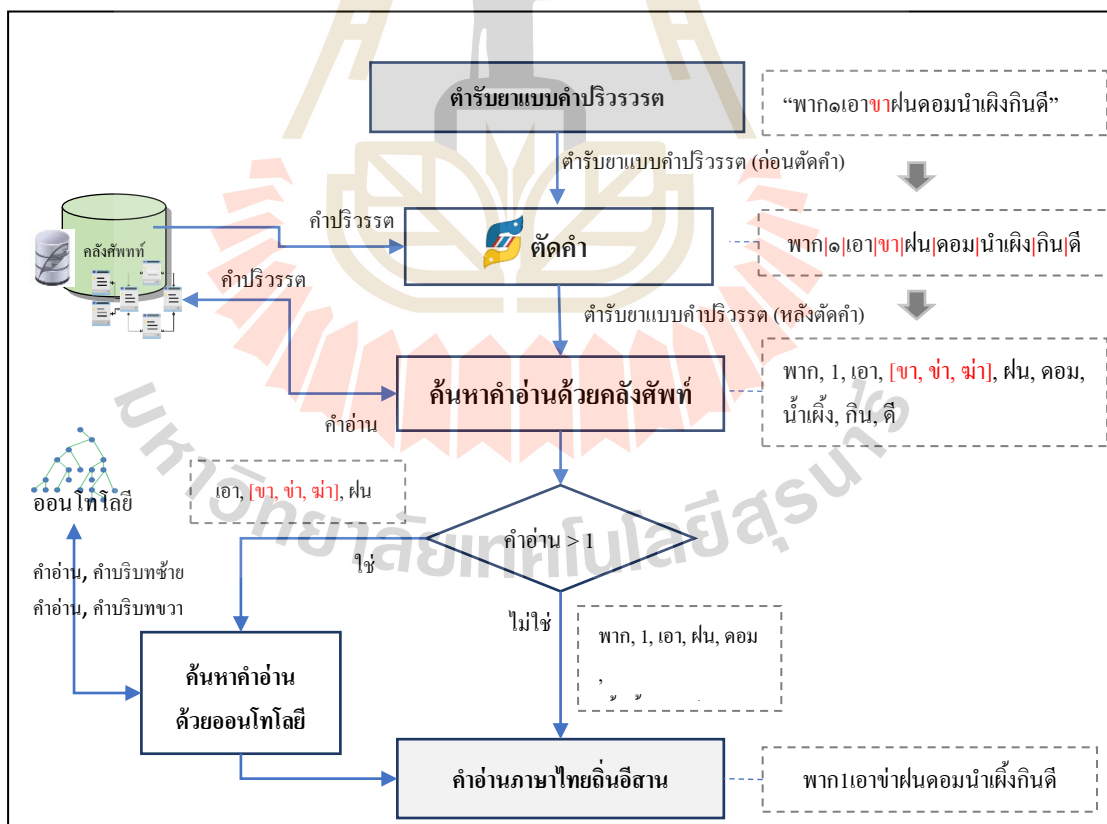 ตำรับยาแบบคำปริวรวรต
“พาก๑เอาขาฝนดอมนำเผิงกินดี”
ตำรับยาแบบคำปริวรรต (ก่อนตัดคำ)
คลังศัพทท์
คำปริวรรต
ตัดคำ
พาก|๑|เอา|ขา|ฝน|ดอม|นำเผิง|กิน|ดี
คำปริวรรต
ตำรับยาแบบคำปริวรรต (หลังตัดคำ)
ค้นหาคำอ่านด้วยคลังศัพท์
พาก, 1, เอา, [ขา, ข่า, ฆ่า], ฝน, ดอม,
น้ำเผิ้ง, กิน, ดี
คำอ่าน
เอา, [ขา, ข่า, ฆ่า], ฝน
ออนโทโลยี
คำอ่าน > 1
ใช่
คำอ่าน, คำบริบทซ้าย
คำอ่าน, คำบริบทขวา
ไม่ใช่
พาก, 1, เอา, ฝน, ดอม
,
ค้นหาคำอ่าน
ด้วยออนโทโลยี
คำอ่านภาษาไทยถิ่นอีสาน
พาก1เอาข่าฝนดอมนำเผิ้งกินดี
มหาวิทยาลัยเทคโนโลยีสุรนารี